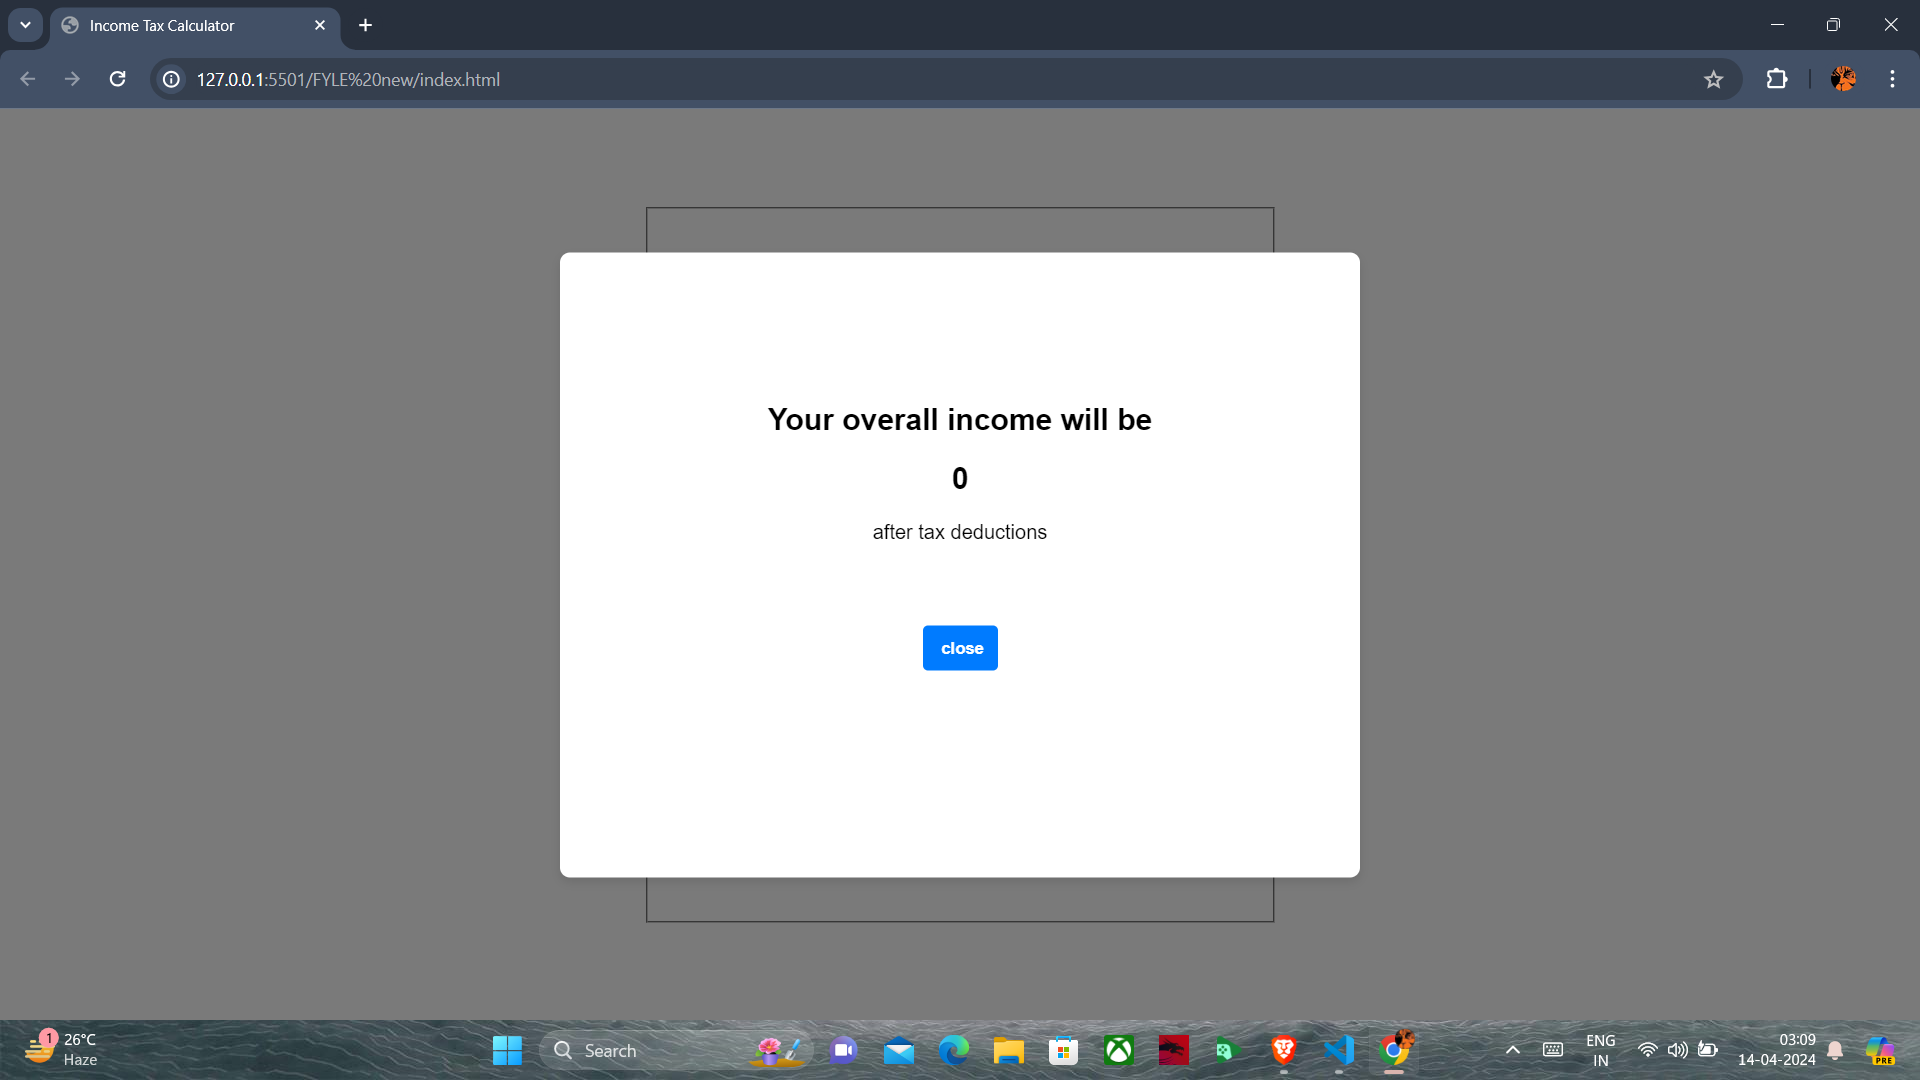 Income Tax Calculator
127.0.0.1:5501/FYLE%20new/index.html
Your overall income will be
0
after tax deductions
close
1
26°C
Haze
Search
PRE
ENG
IN
03:09
14-04-2024